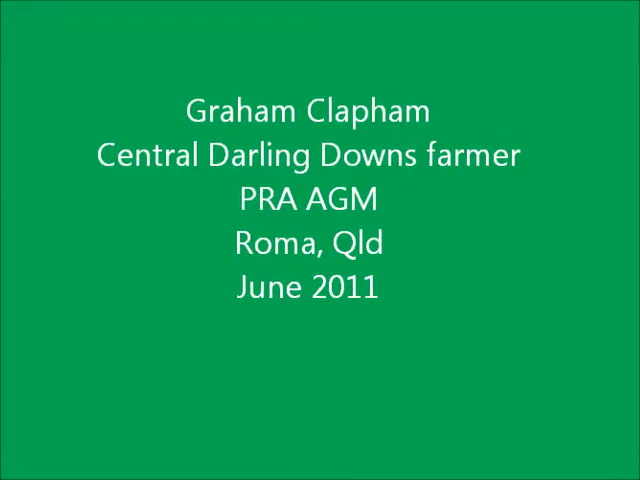 Graham Clapham
Central Darling Downs farmer
PRA AGM
Roma, Qld
June 2011